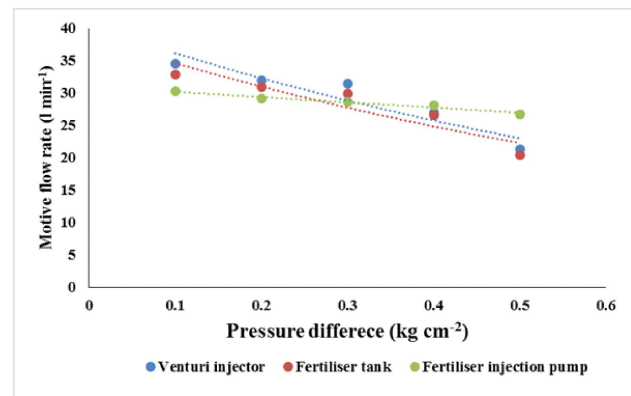 40
35
30
25
20
15
10
5
0
Motive flow rate (l min-1)
0 0.1 0.2 0.3 0.4 0.5 0.6
Pressure differece (kg cm-2)
Venturi injector Fertiliser tank Fertiliser injection pump